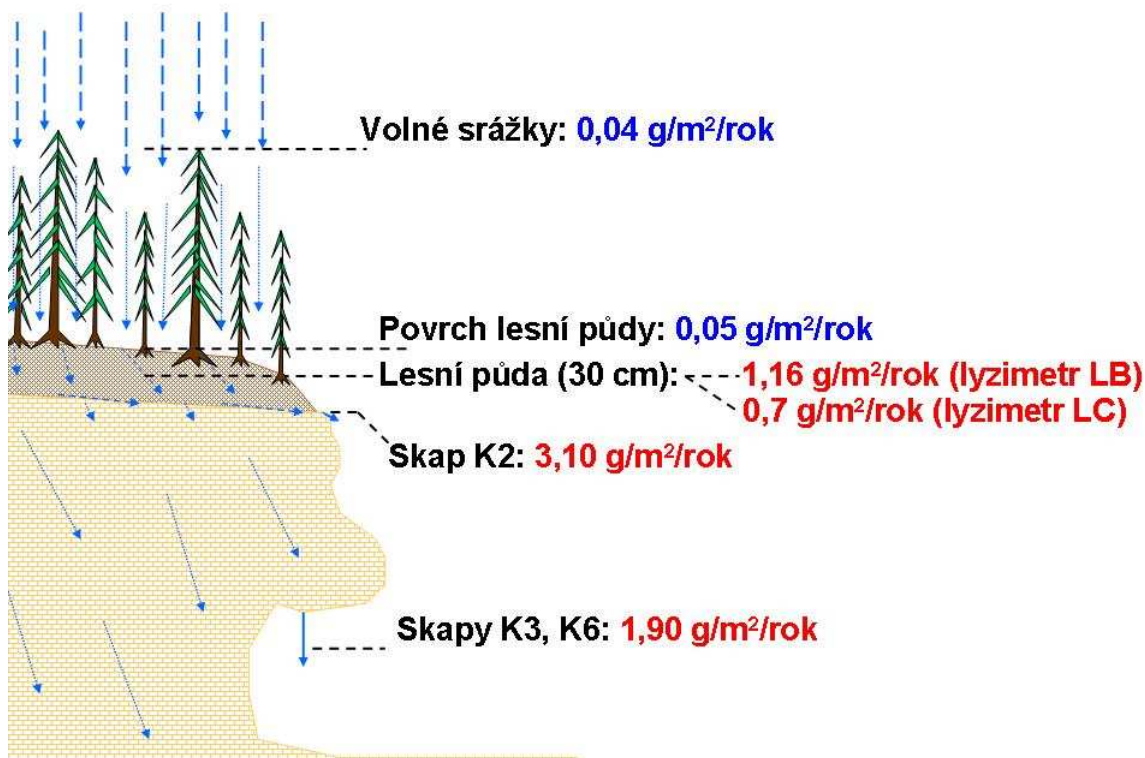 Volné srážky: 0,04 g/m²/rok
Povrch lesní půdy: 0,05 g/m²/rok
Lesní půda (30 cm): 1,16 g/m²/rok (lyzimetr LB)
0,7 g/m²/rok (lyzimetr LC)
Skap K2: 3,10 g/m²/rok
Skapy K3, K6: 1,90 g/m²/rok